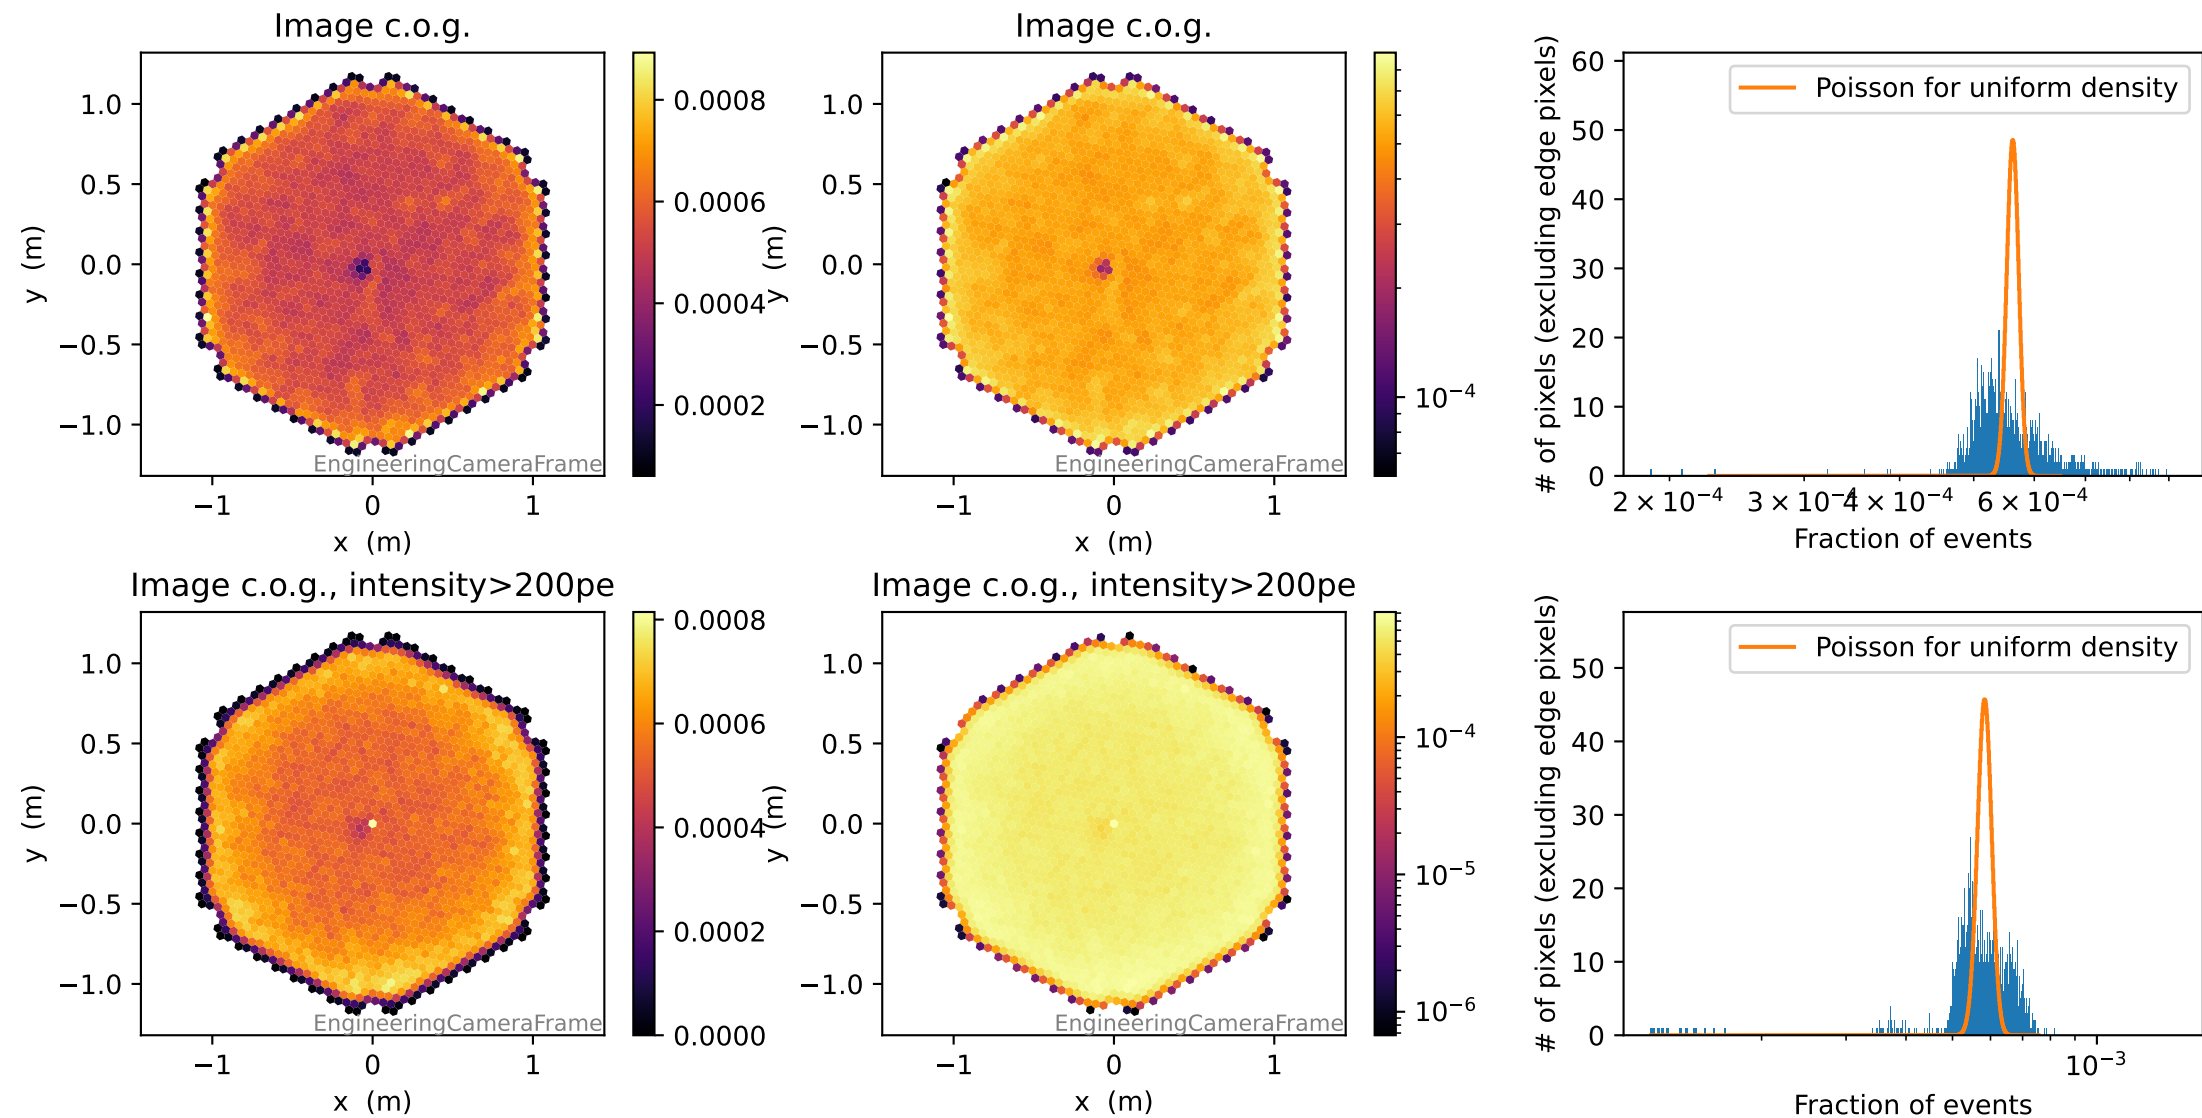 Image c.o.g.
1.0
0.5
0.0
−0.5
−1.0
y (m)
−1
0
1
x (m)
EngineeringCameraFrame
0.0008
0.0006
0.0004
0.0002
Image c.o.g.
1.0
0.5
0.0
−0.5
−1.0
y (m)
−1
0
1
x (m)
EngineeringCameraFrame
10⁻⁴
60
50
40
30
20
10
0
# of pixels (excluding edge pixels)
Poisson for uniform density
2 × 10⁻⁴
3 × 10⁻⁴
4 × 10⁻⁴
6 × 10⁻⁴
Fraction of events
Image c.o.g., intensity>200pe
1.0
0.5
0.0
−0.5
−1.0
y (m)
−1
0
1
x (m)
EngineeringCameraFrame
0.0008
0.0006
0.0004
0.0002
0.0000
Image c.o.g., intensity>200pe
1.0
0.5
0.0
−0.5
−1.0
y (m)
−1
0
1
x (m)
EngineeringCameraFrame
10⁻⁴
10⁻⁵
10⁻⁶
50
40
30
20
10
0
# of pixels (excluding edge pixels)
Poisson for uniform density
10⁻³
Fraction of events